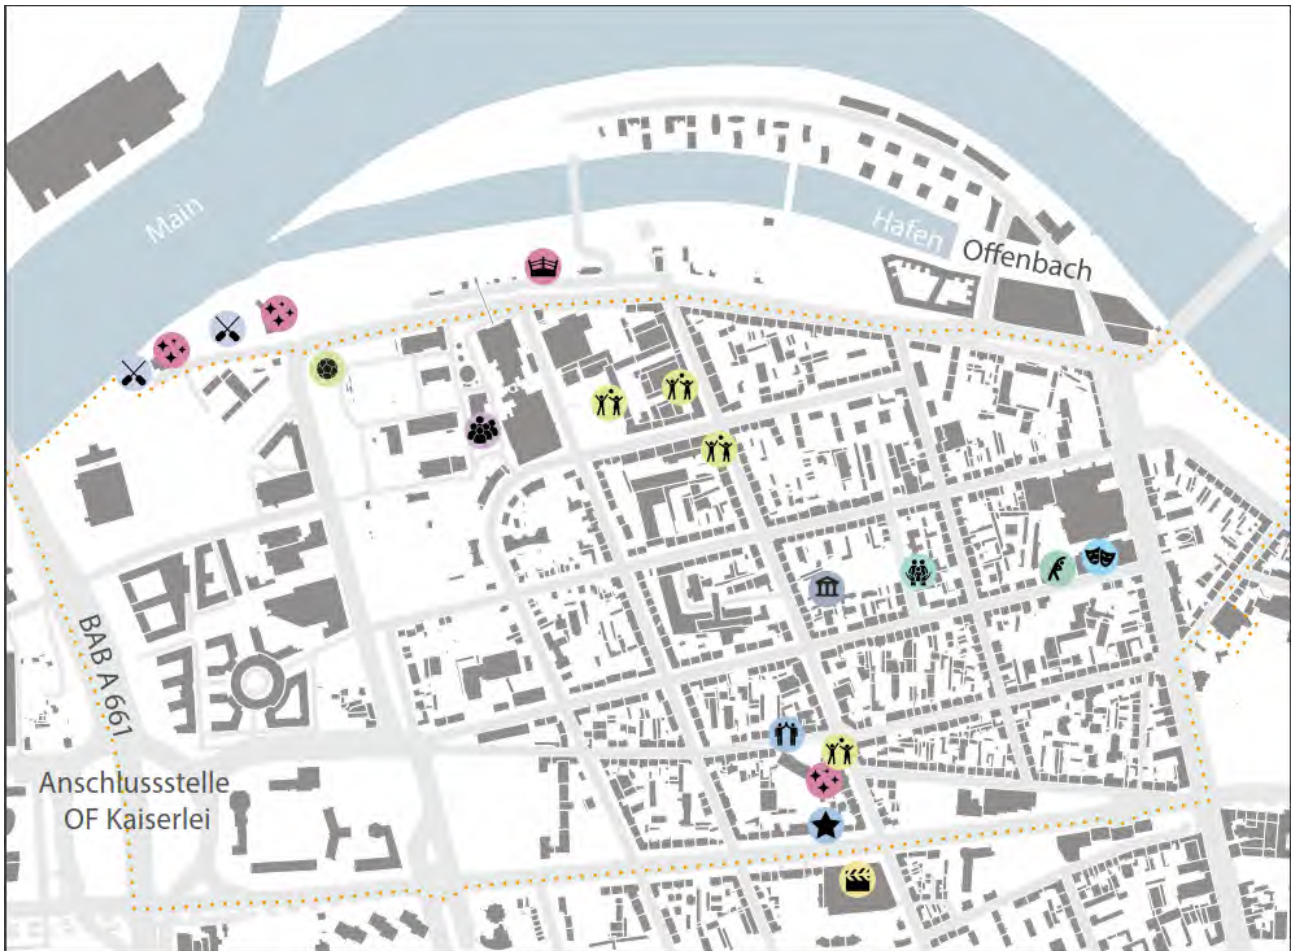 Main
Hafen
Offenbach
BAB A 661
Anschlussstelle
OF Kaiserlei